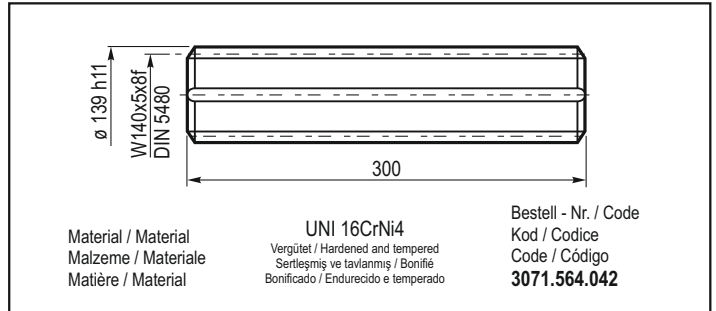 ø 139 h11
W140x5x8f
DIN 5480
300
Material / Material
Malzeme / Materiale
Matière / Material
UNI 16CrNi4
Vergütet / Hardened and tempered
Sertleşmiş ve tavlanmış / Bonifié
Bonificado / Endurecido e temperado
Bestell - Nr. / Code
Kod / Codice
Code / Código
3071.564.042